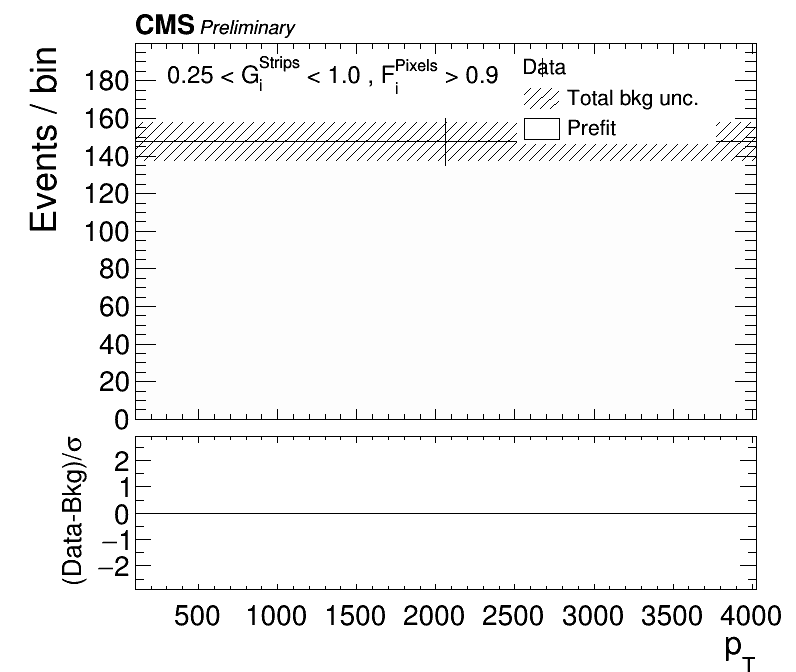 CMS Preliminary
0.25 < G_i^Strips < 1.0 , F_i^Pixels > 0.9
Data
Total bkg unc.
Prefit
Events / bin
180
160
140
120
100
80
60
40
20
0
(Data-Bkg)/σ
2
1
0
−1
−2
500 1000 1500 2000 2500 3000 3500 4000
p_T